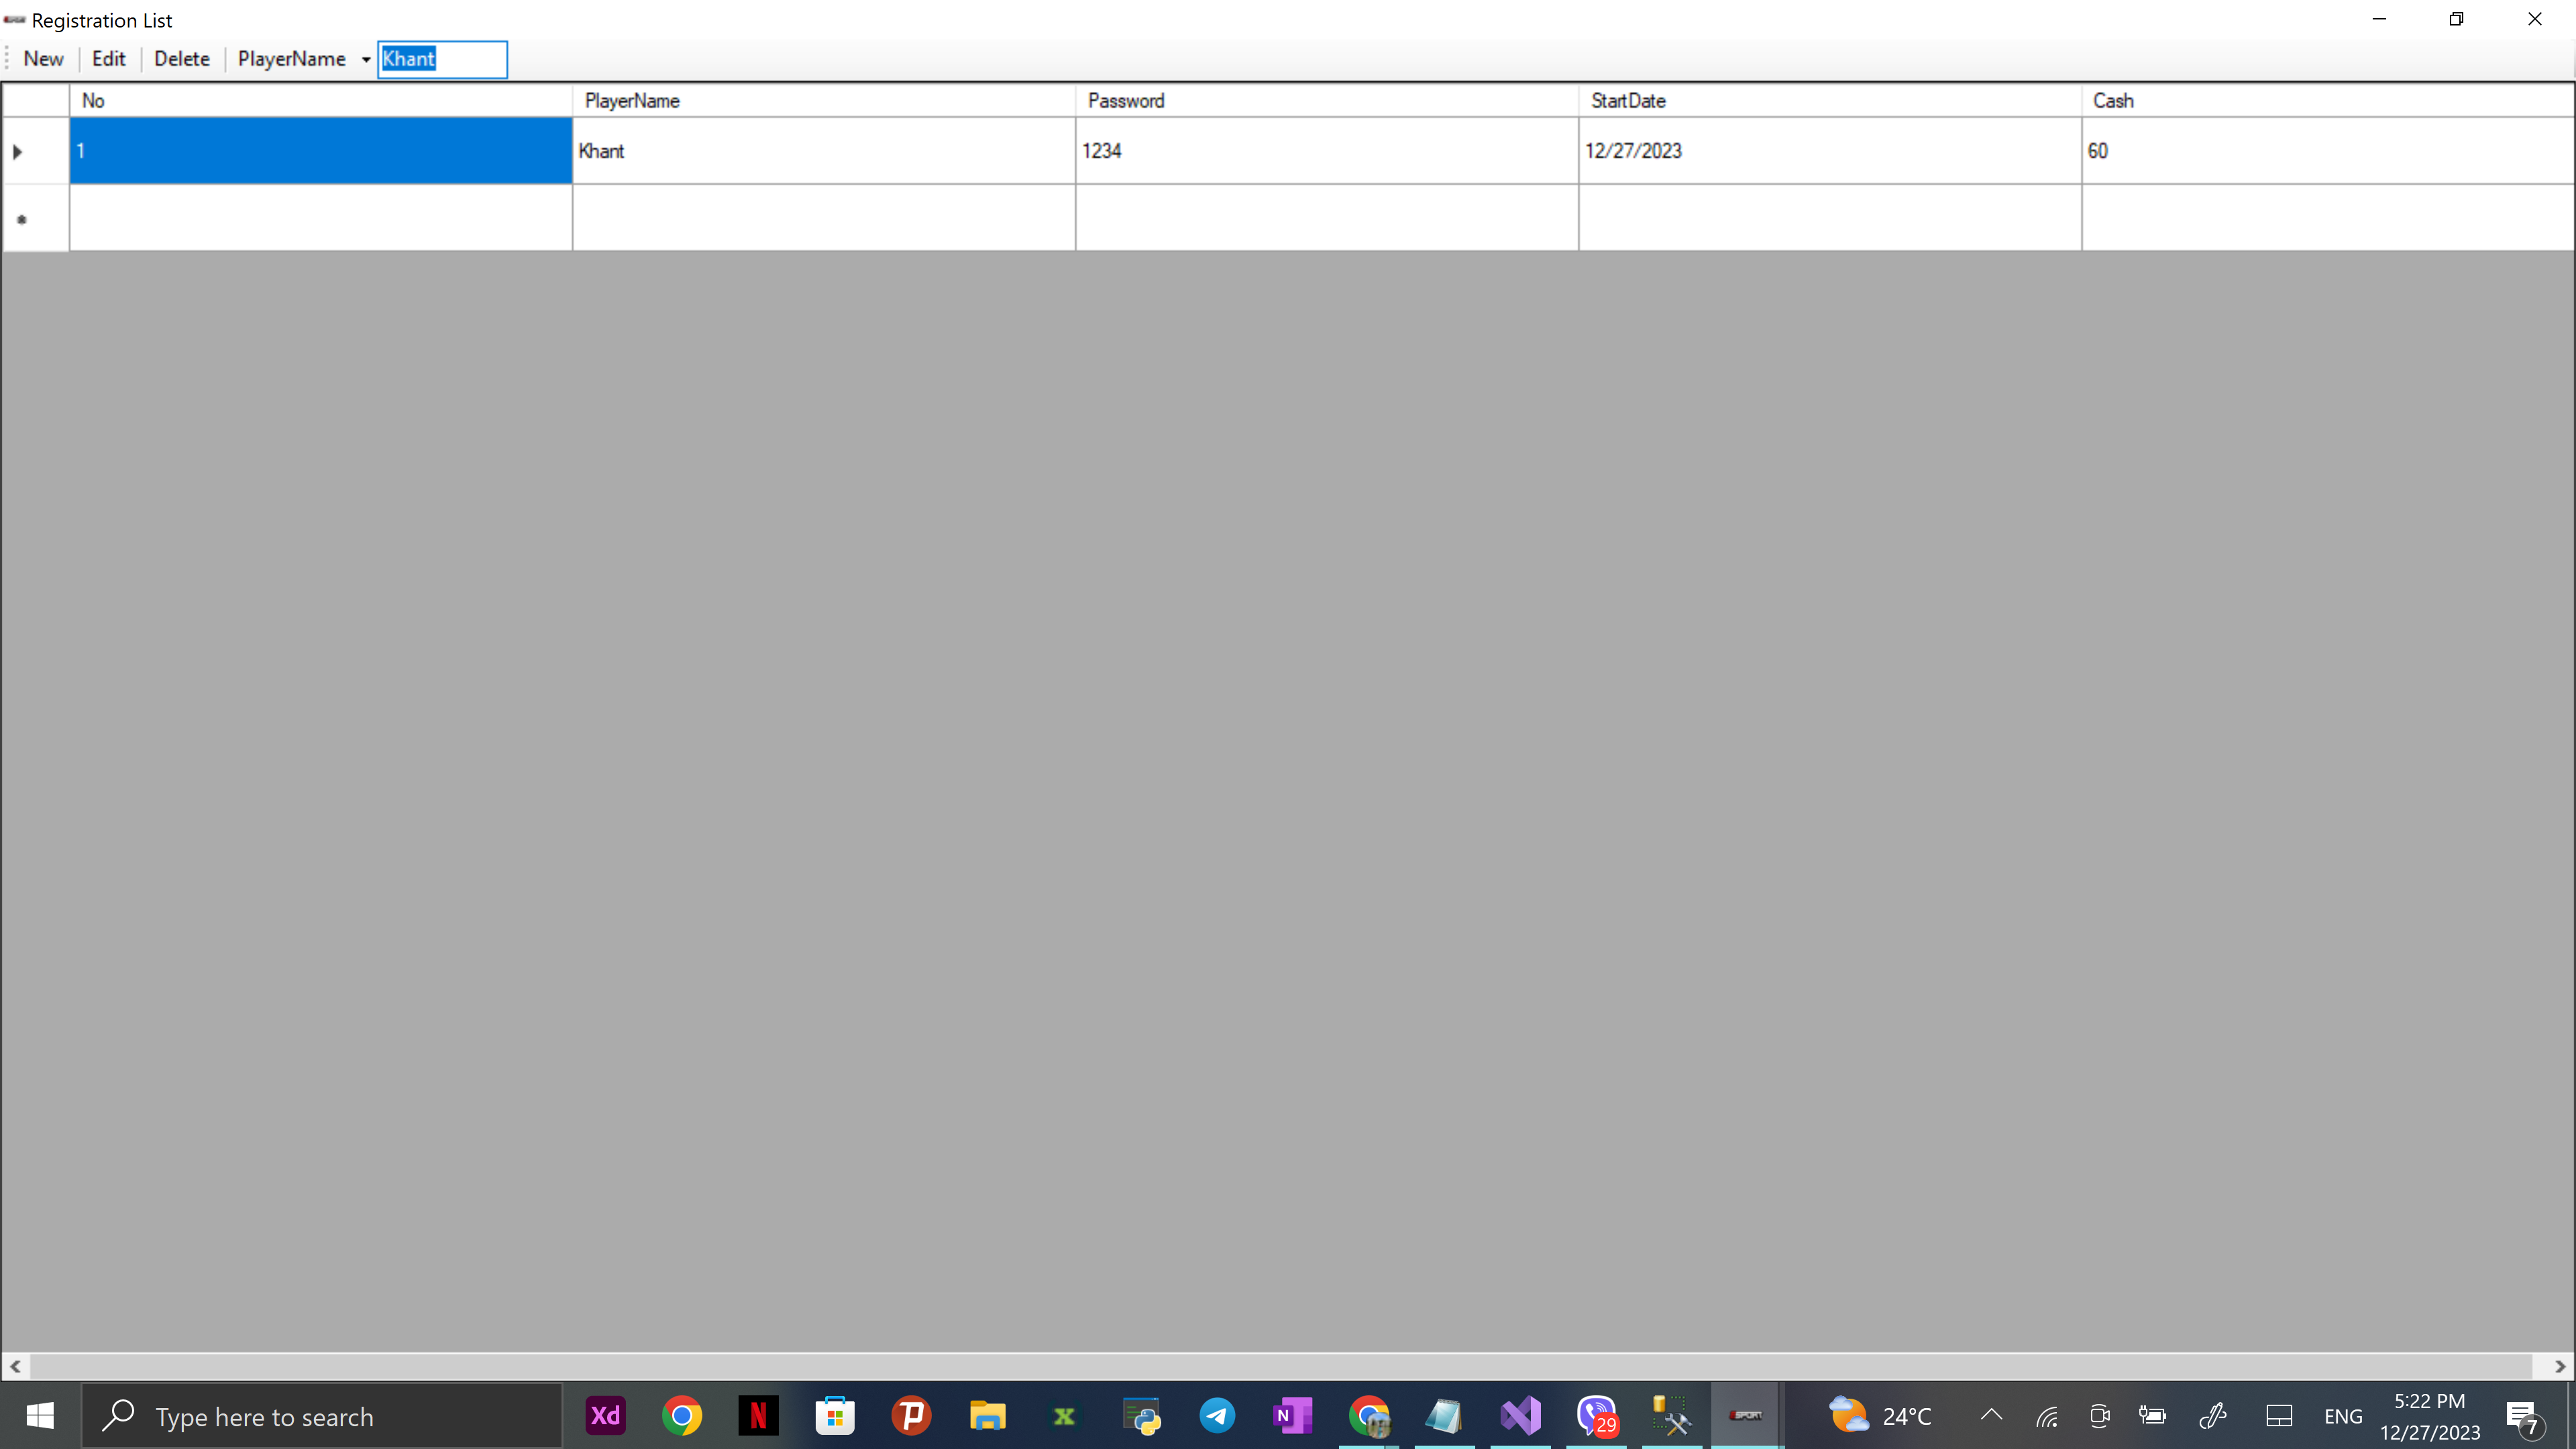 Registration List
New Edit Delete PlayerName Khant
No PlayerName Password StartDate Cash
1 Khant 1234 12/27/2023 60
Type here to search
Xd
N
P
X
N
29
24°C
ENG
5:22 PM
12/27/2023
7